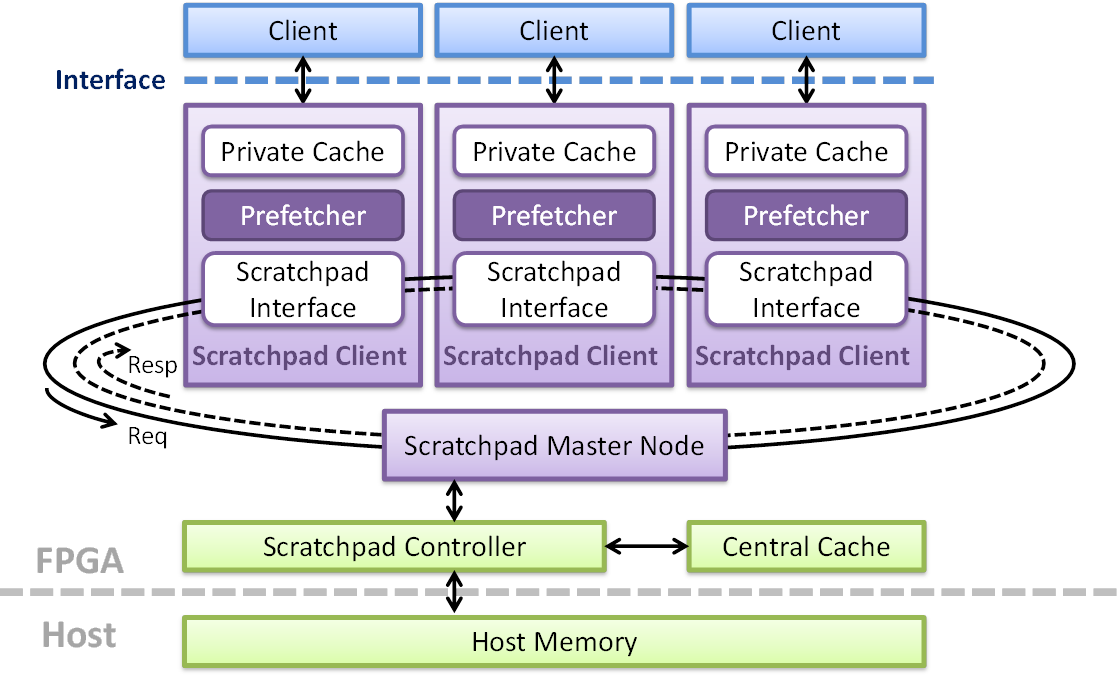 Client Client Client
Interface
Private Cache Private Cache Private Cache
Prefetcher Prefetcher Prefetcher
Scratchpad Scratchpad Scratchpad
Interface Interface Interface
Scratchpad Client Scratchpad Client Scratchpad Client
Resp
Req
Scratchpad Master Node
Scratchpad Controller Central Cache
FPGA
Host
Host Memory